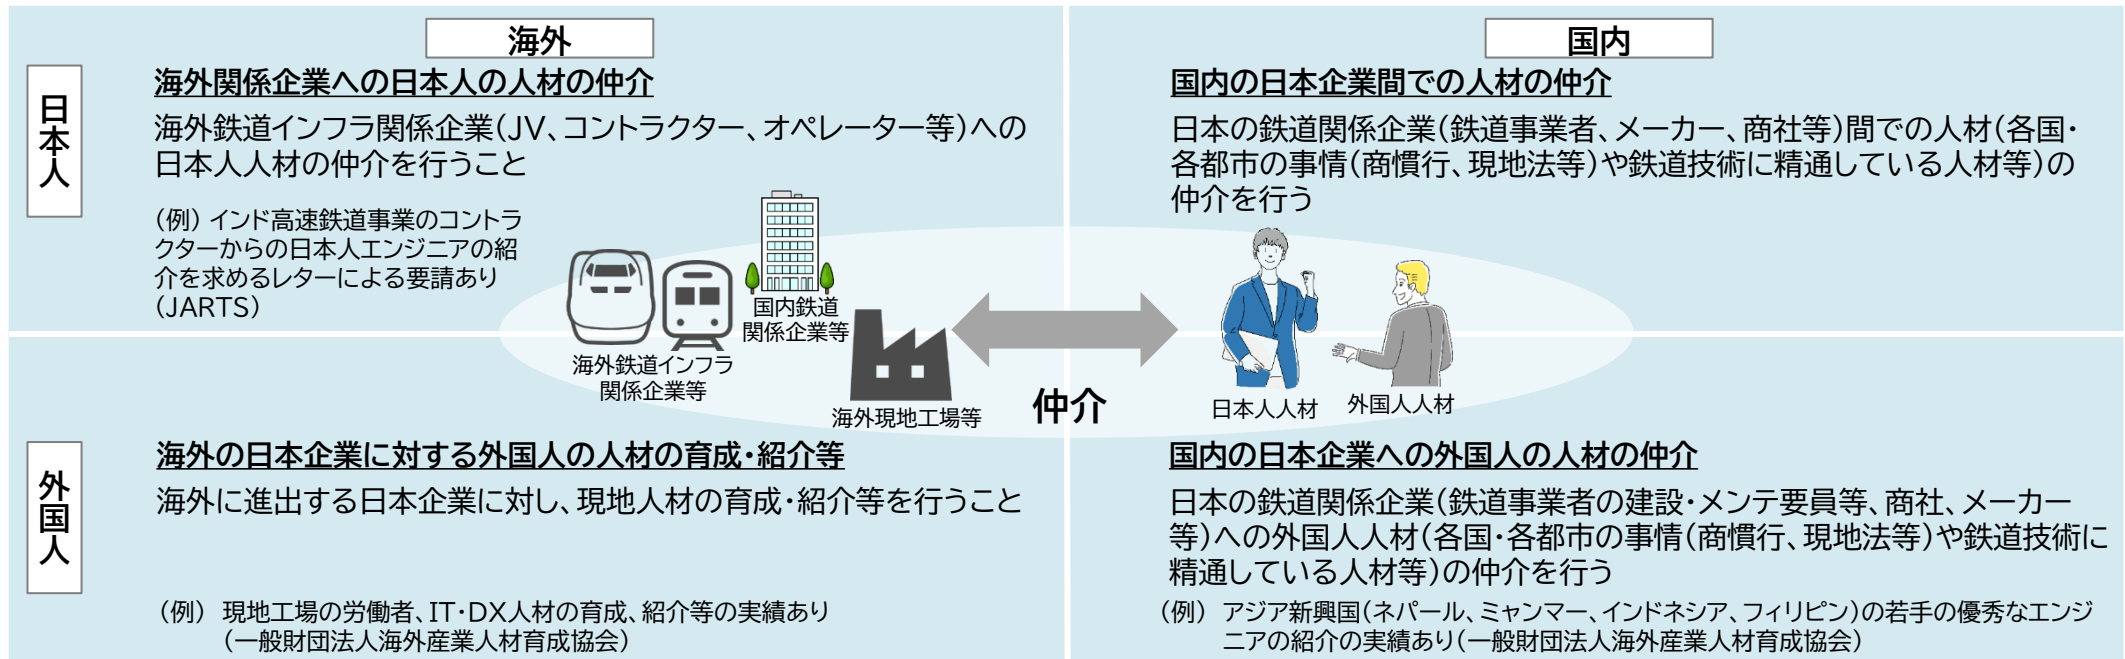 海外
国内
日本人
海外関係企業への日本人の人材の仲介
海外鉄道インフラ関係企業(JV、コントラクター、オペレーター等)への
日本人人材の仲介を行うこと
(例) インド高速鉄道事業のコントラ
クターからの日本人エンジニアの紹
介を求めるレターによる要請あり
(JARTS)
国内の日本企業間での人材の仲介
日本の鉄道関係企業(鉄道事業者、メーカー、商社等)間での人材(各国・
各都市の事情(商慣行、現地法等)や鉄道技術に精通している人材等)の
仲介を行う
国内鉄道
関係企業等
海外鉄道インフラ
関係企業等
海外現地工場等
仲介
日本人人材
外国人人材
外国人
海外の日本企業に対する外国人の人材の育成・紹介等
海外に進出する日本企業に対し、現地人材の育成・紹介等を行うこと
(例) 現地工場の労働者、IT・DX人材の育成、紹介等の実績あり
(一般財団法人海外産業人材育成協会)
国内の日本企業への外国人の人材の仲介
日本の鉄道関係企業(鉄道事業者の建設・メンテ要員等、商社、メーカー
等)への外国人人材(各国・各都市の事情(商慣行、現地法等)や鉄道技術に
精通している人材等)の仲介を行う
(例) アジア新興国(ネパール、ミャンマー、インドネシア、フィリピン)の若手の優秀なエンジ
ニアの紹介の実績あり(一般財団法人海外産業人材育成協会)